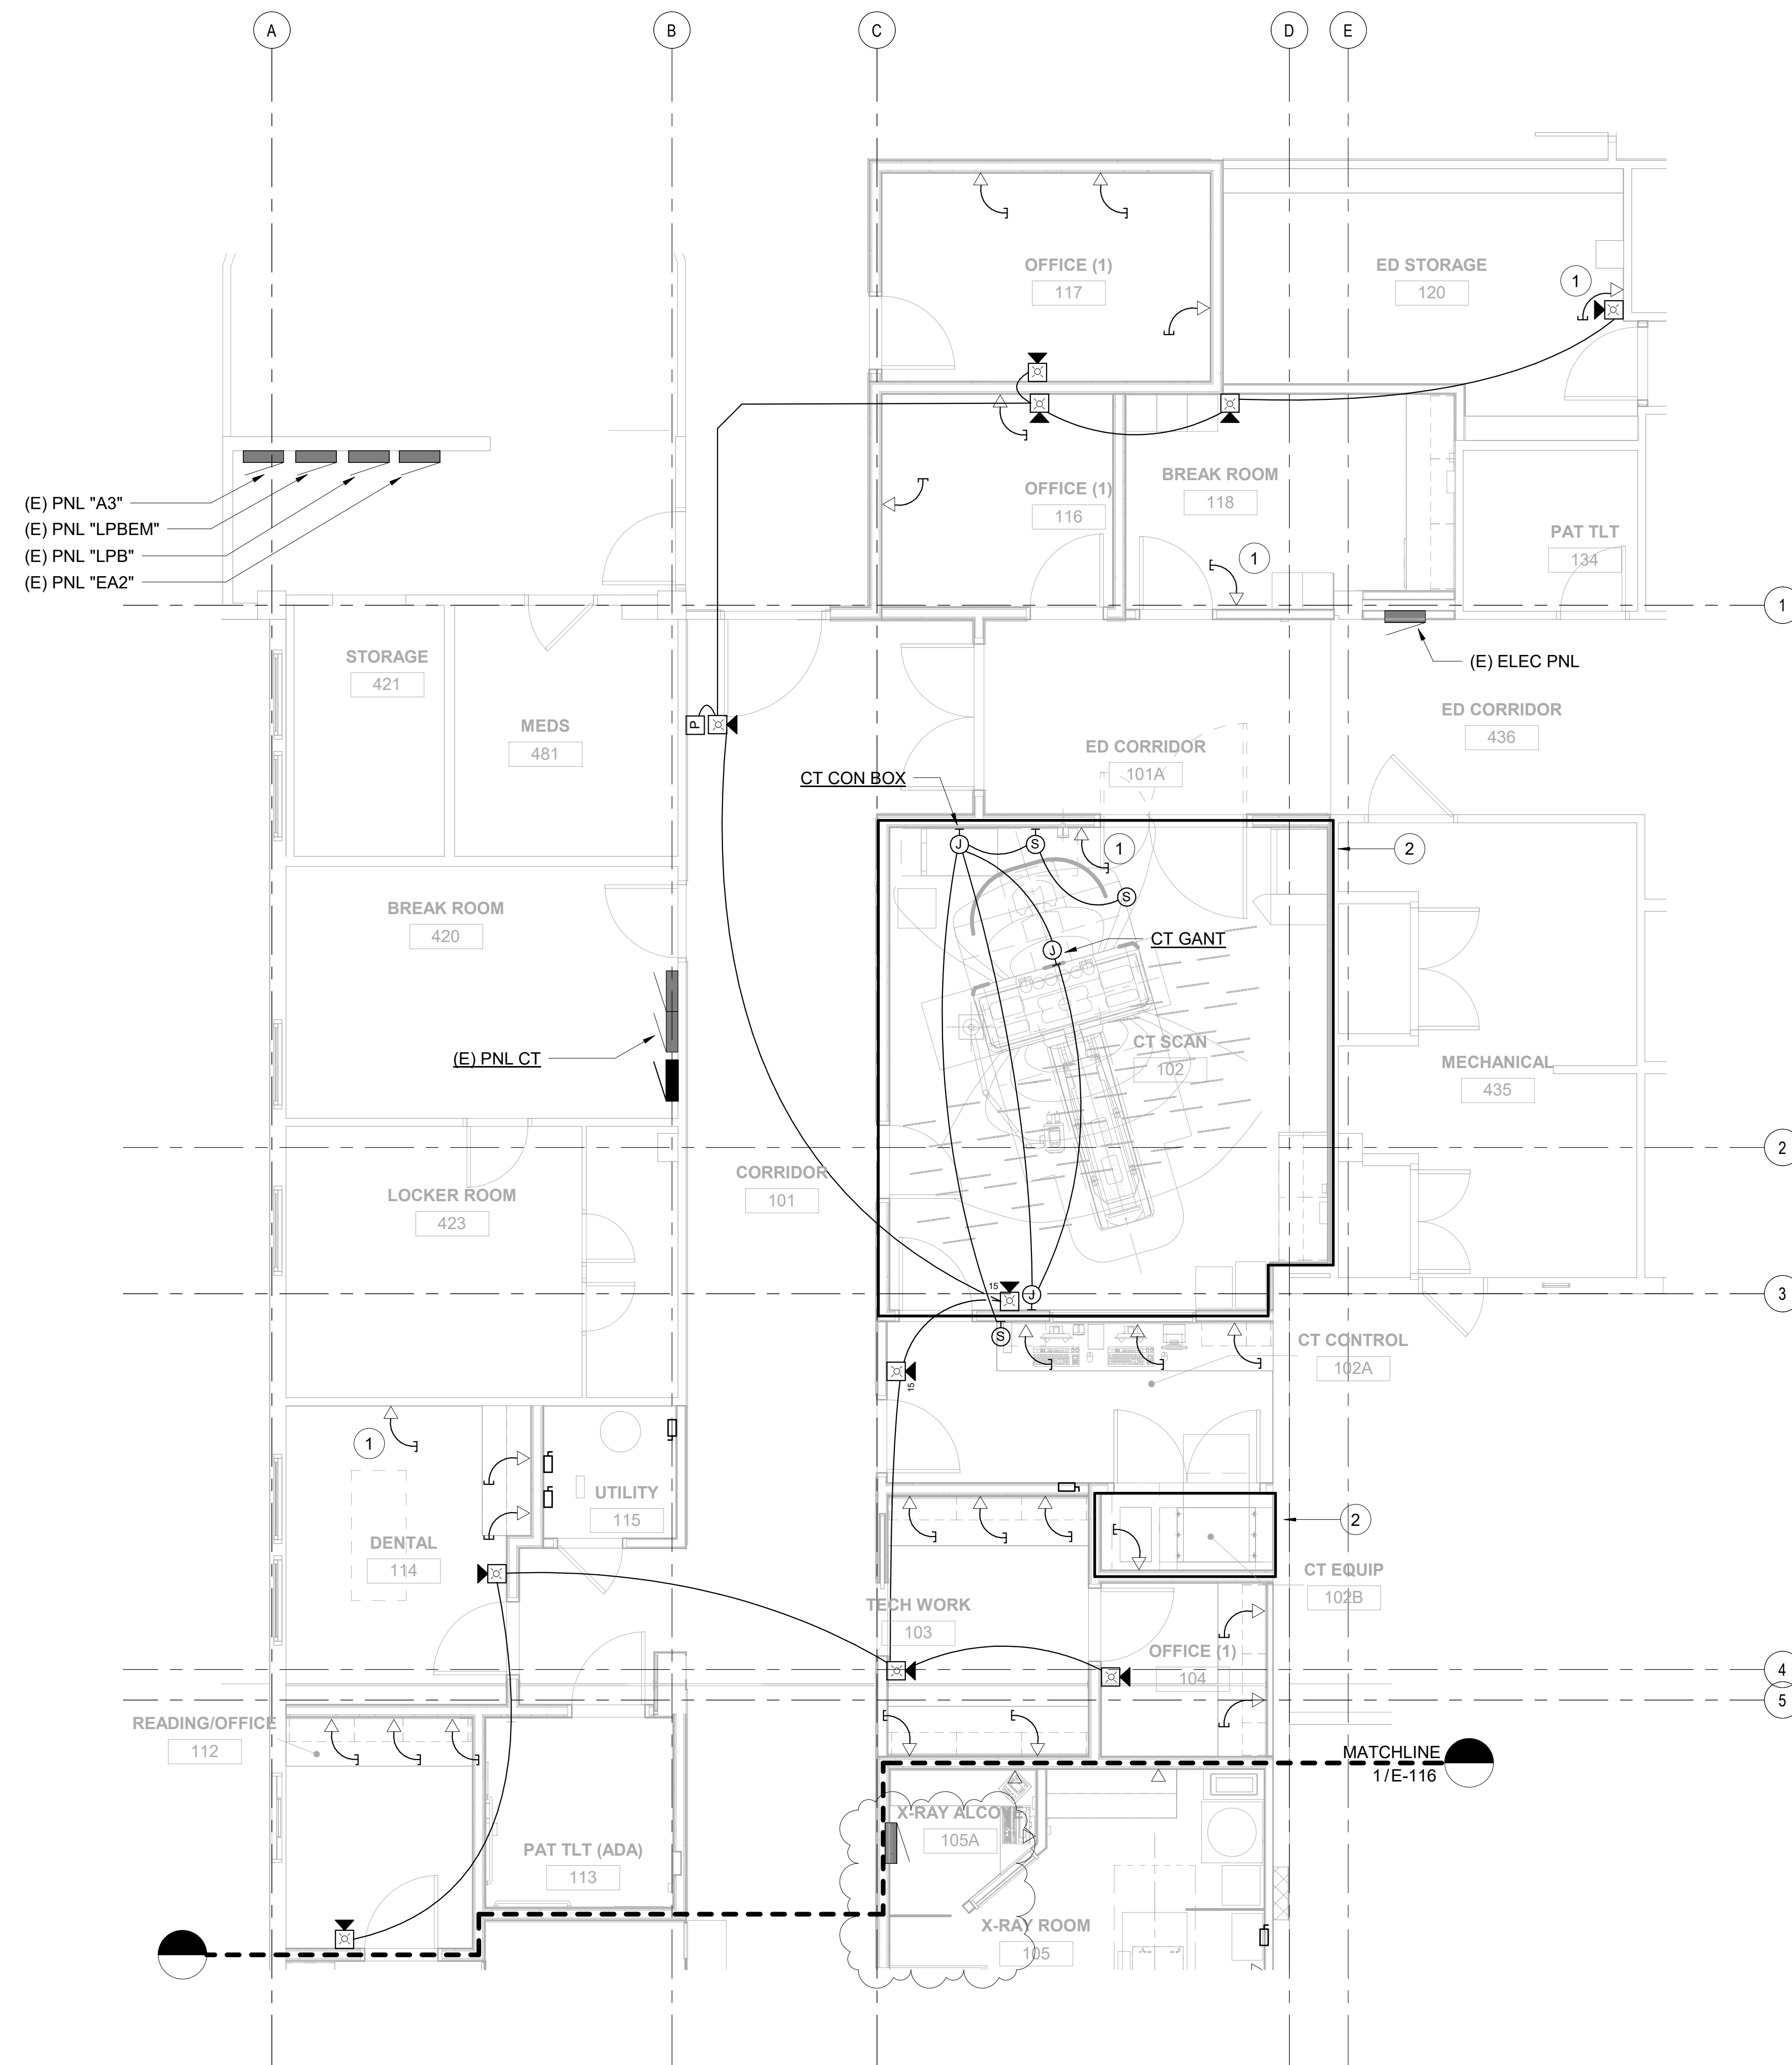 A
B
C
D
E
OFFICE (1)
117
ED STORAGE
120
1
(E) PNL "A3"
(E) PNL "LPBEM"
(E) PNL "LPB"
(E) PNL "EA2"
OFFICE (1)
116
BREAK ROOM
118
1
PAT TLT
134
1
(E) ELEC PNL
STORAGE
421
MEDS
481
P
ED CORRIDOR
436
ED CORRIDOR
101A
CT CON BOX
J
S
1
2
S
BREAK ROOM
420
J
CT GANT
(E) PNL CT
CT SCAN
102
MECHANICAL
435
2
CORRIDOR
101
LOCKER ROOM
423
15
J
3
S
CT CONTROL
102A
15
1
UTILITY
115
2
DENTAL
114
CT EQUIP
102B
TECH WORK
103
OFFICE (1)
104
4
5
READING/OFFICE
112
MATCHLINE
1/E-116
X-RAY ALCOVE
105A
PAT TLT (ADA)
113
X-RAY ROOM
105